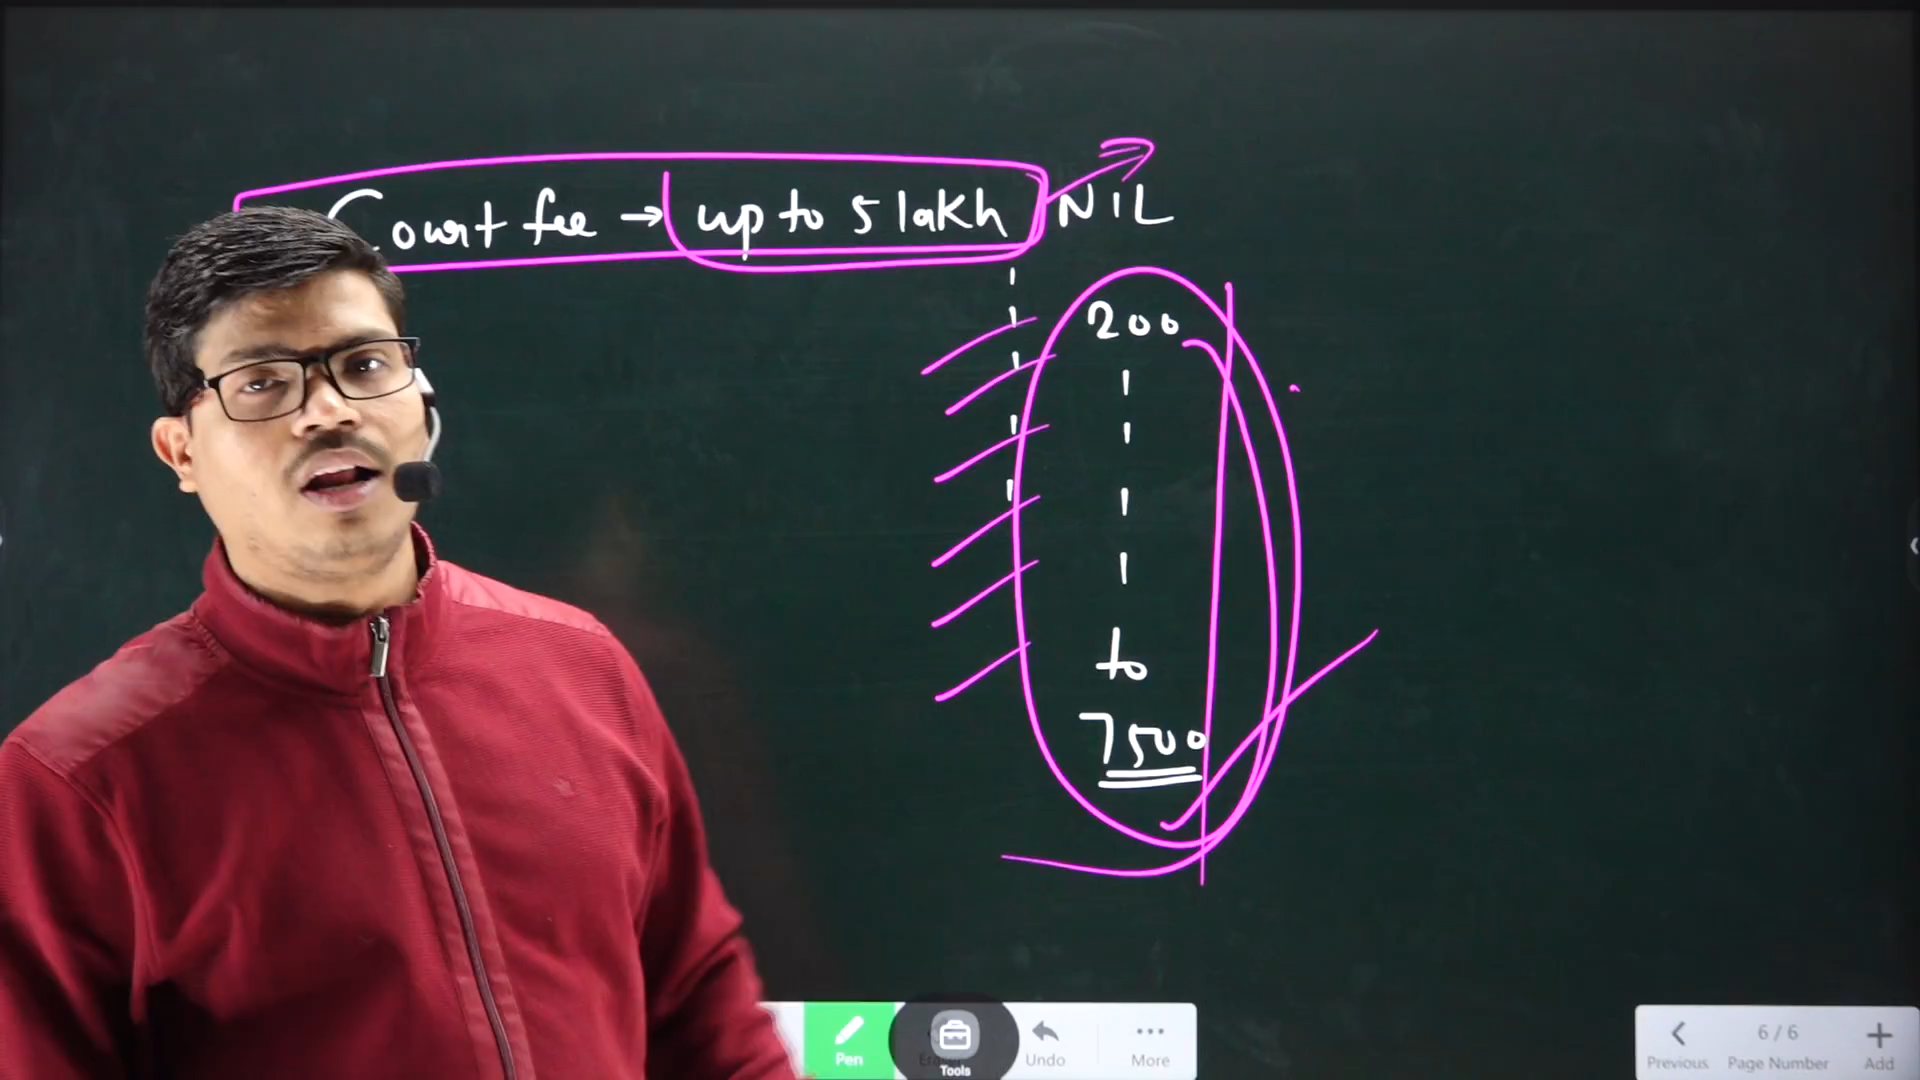 Court fee → up to 5 lakh NIL
200
to
7500
Pen
Tools
Undo
More
Previous
6 / 6
Page Number
Add